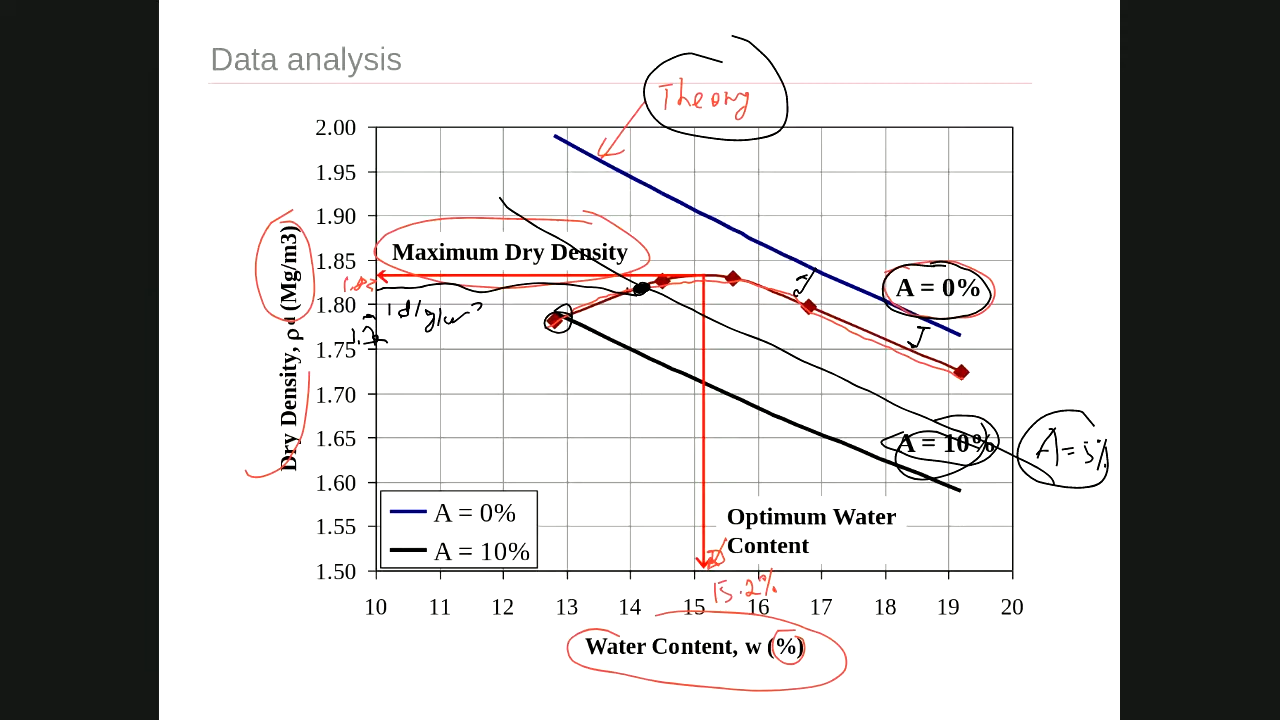 Data analysis
Theory
2.00
1.95
1.90
1.85
1.80
1.75
1.70
1.65
1.60
1.55
1.50
Dry Density, ρd (Mg/m3)
Maximum Dry Density
A = 0%
A = 10%
A = 5%
A = 0%
A = 10%
Optimum Water
Content
15.2%
10 11 12 13 14 15 16 17 18 19 20
Water Content, w (%)